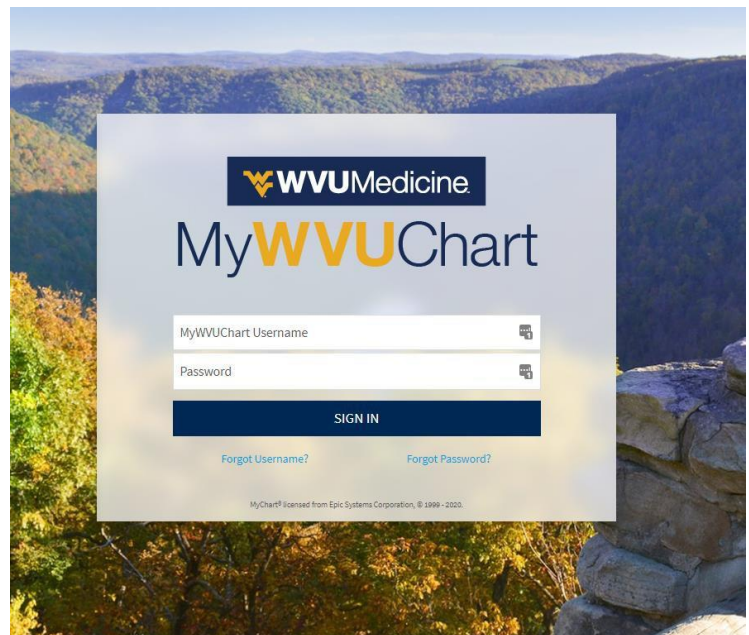 WVUMedicine.
MyWVUChart
MyWVUChart Username
Password
SIGN IN
Forgot Username? Forgot Password?
MyChart® licensed from Epic Systems Corporation, © 1999 - 2020.